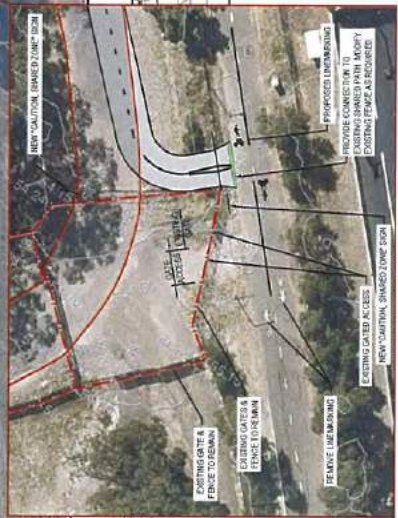 NEW "CAUTION, SHARED ZONE" SIGN
GATE
ACCESS
EXISTING GATE &
FENCE TO REMAIN
EXISTING GATES &
FENCE TO REMAIN
REMOVE LINEMARKING
EXISTING GATED ACCESS
NEW "CAUTION, SHARED ZONE" SIGN
PROVIDE CONNECTION TO
EXISTING SHARED PATH. MODIFY
EXISTING FENCE AS REQUIRED
PROPOSED LINEMARKING